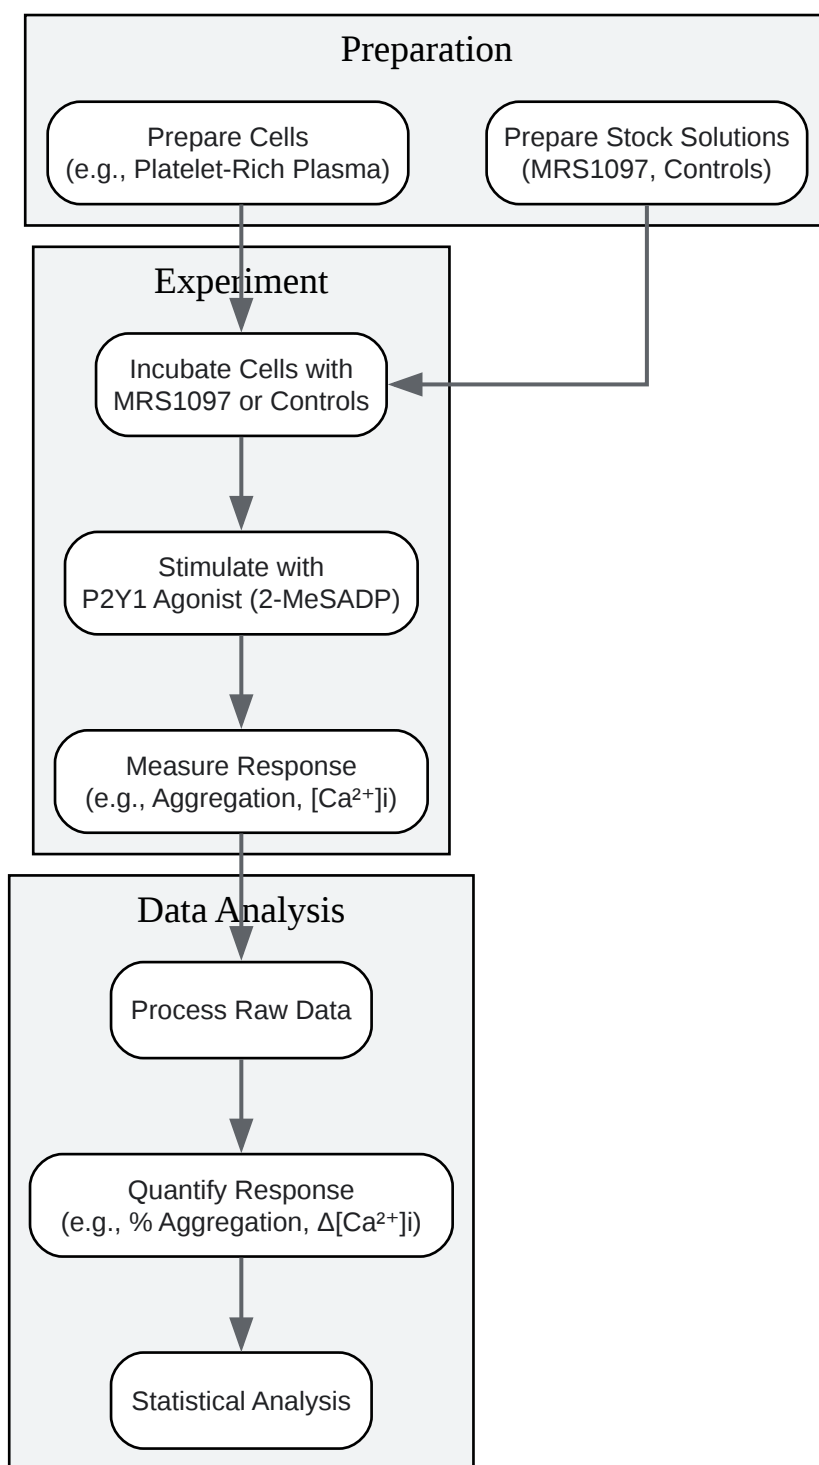 Preparation
Prepare Cells
(e.g., Platelet-Rich Plasma)
Prepare Stock Solutions
(MRS1097, Controls)
Experiment
Incubate Cells with
MRS1097 or Controls
Stimulate with
P2Y1 Agonist (2-MeSADP)
Measure Response
(e.g., Aggregation, [Ca²⁺]i)
Data Analysis
Process Raw Data
Quantify Response
(e.g., % Aggregation, Δ[Ca²⁺]i)
Statistical Analysis